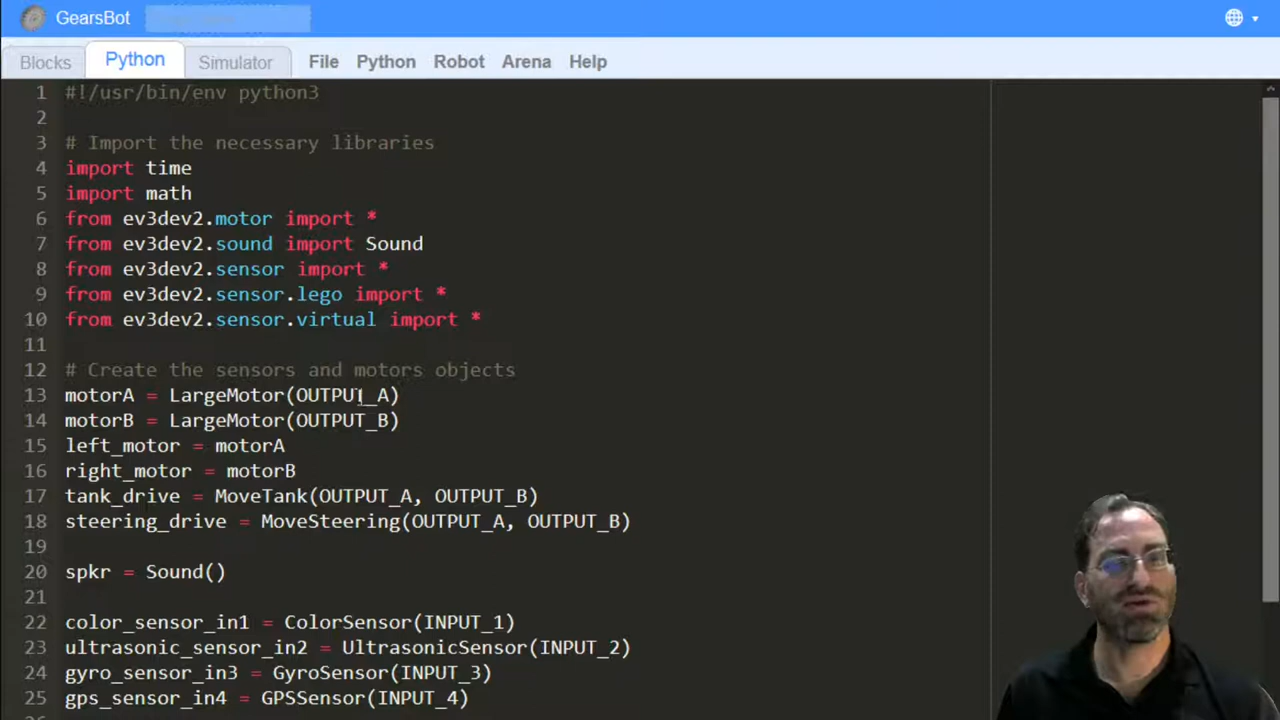 GearsBot
Blocks Python Simulator File Python Robot Arena Help
1 #!/usr/bin/env python3
2
3 # Import the necessary libraries
4 import time
5 import math
6 from ev3dev2.motor import *
7 from ev3dev2.sound import Sound
8 from ev3dev2.sensor import *
9 from ev3dev2.sensor.lego import *
10 from ev3dev2.sensor.virtual import *
11
12 # Create the sensors and motors objects
13 motorA = LargeMotor(OUTPUT_A)
14 motorB = LargeMotor(OUTPUT_B)
15 left_motor = motorA
16 right_motor = motorB
17 tank_drive = MoveTank(OUTPUT_A, OUTPUT_B)
18 steering_drive = MoveSteering(OUTPUT_A, OUTPUT_B)
19
20 spkr = Sound()
21
22 color_sensor_in1 = ColorSensor(INPUT_1)
23 ultrasonic_sensor_in2 = UltrasonicSensor(INPUT_2)
24 gyro_sensor_in3 = GyroSensor(INPUT_3)
25 gps_sensor_in4 = GPSSensor(INPUT_4)